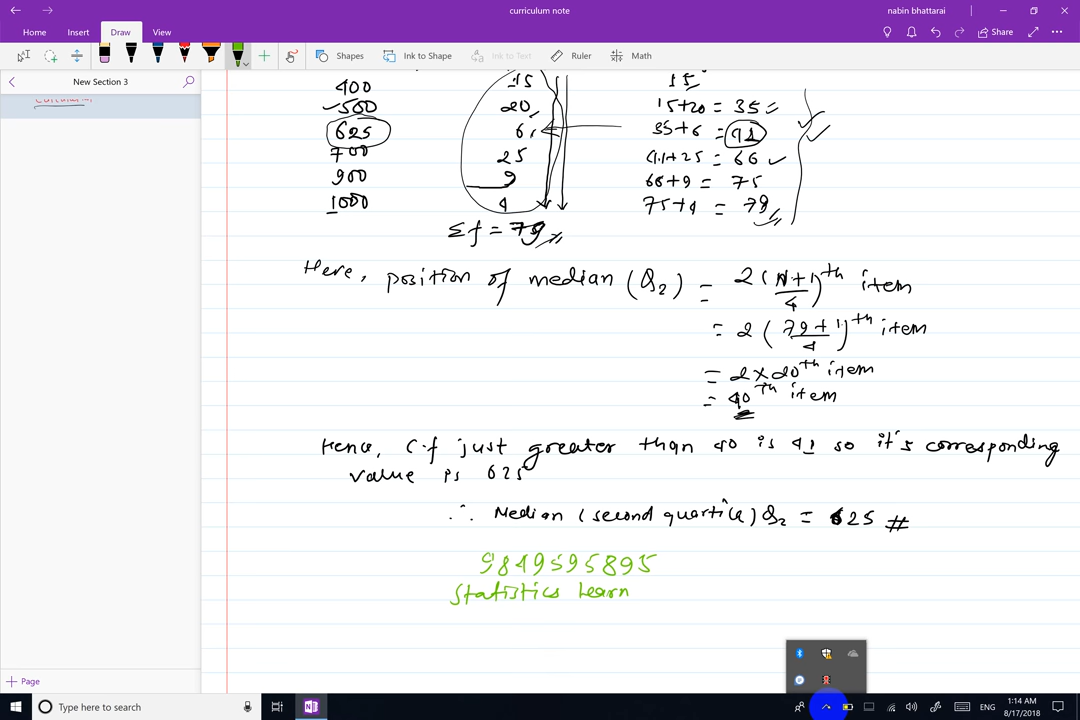 curriculum note
nabin bhattarai
Home Insert Draw View
Share
Shapes Ink to Shape Ink to Text Ruler Math
New Section 3
400 15 15
500 20 15+20 = 35
625 6 35+6 = 41
700 25 41+25 = 66
900 9 66+9 = 75
1000 4 75+4 = 79
Σf = 79
Here, position of median (Q2) = 2(N+1/4)th item
= 2(79+1/4)th item
= 2×20th item
= 40th item
Hence, C.f just greater than 40 is 41 so it's corresponding
value is 625
∴ Median (second quartile) Q2 = 625 #
9849595895
Statistics Learn
+ Page
Type here to search
ENG
1:14 AM
8/17/2018